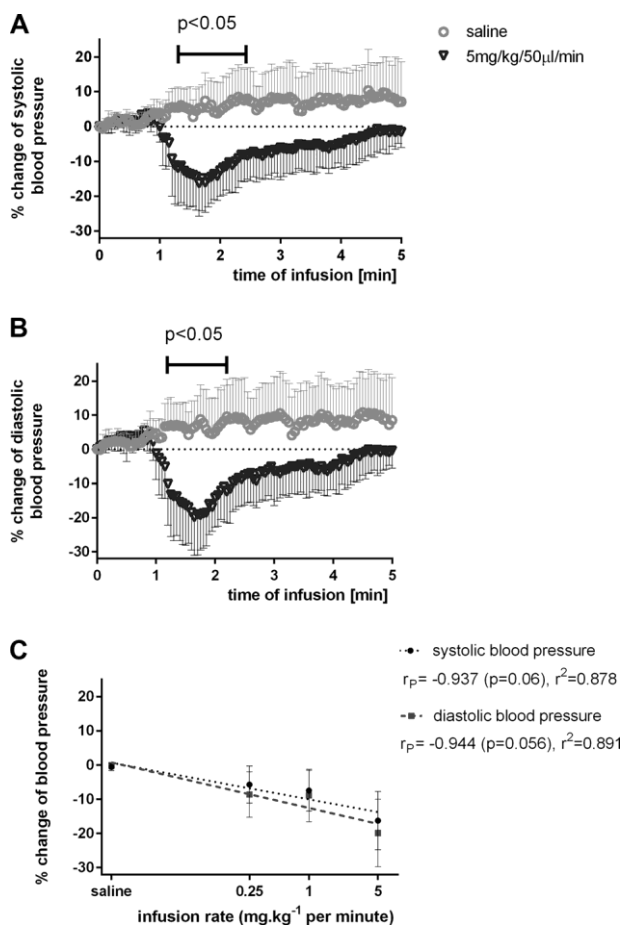 A
p<0.05
saline
5mg/kg/50µl/min
% change of systolic
blood pressure
20
10
0
-10
-20
-30
0 1 2 3 4 5
time of infusion [min]
B
p<0.05
% change of diastolic
blood pressure
20
10
0
-10
-20
-30
0 1 2 3 4 5
time of infusion [min]
C
systolic blood pressure
rP= -0.937 (p=0.06), r²=0.878
diastolic blood pressure
rP= -0.944 (p=0.056), r²=0.891
% change of blood pressure
20
10
0
-10
-20
-30
saline 0.25 1 5
infusion rate (mg.kg⁻¹ per minute)